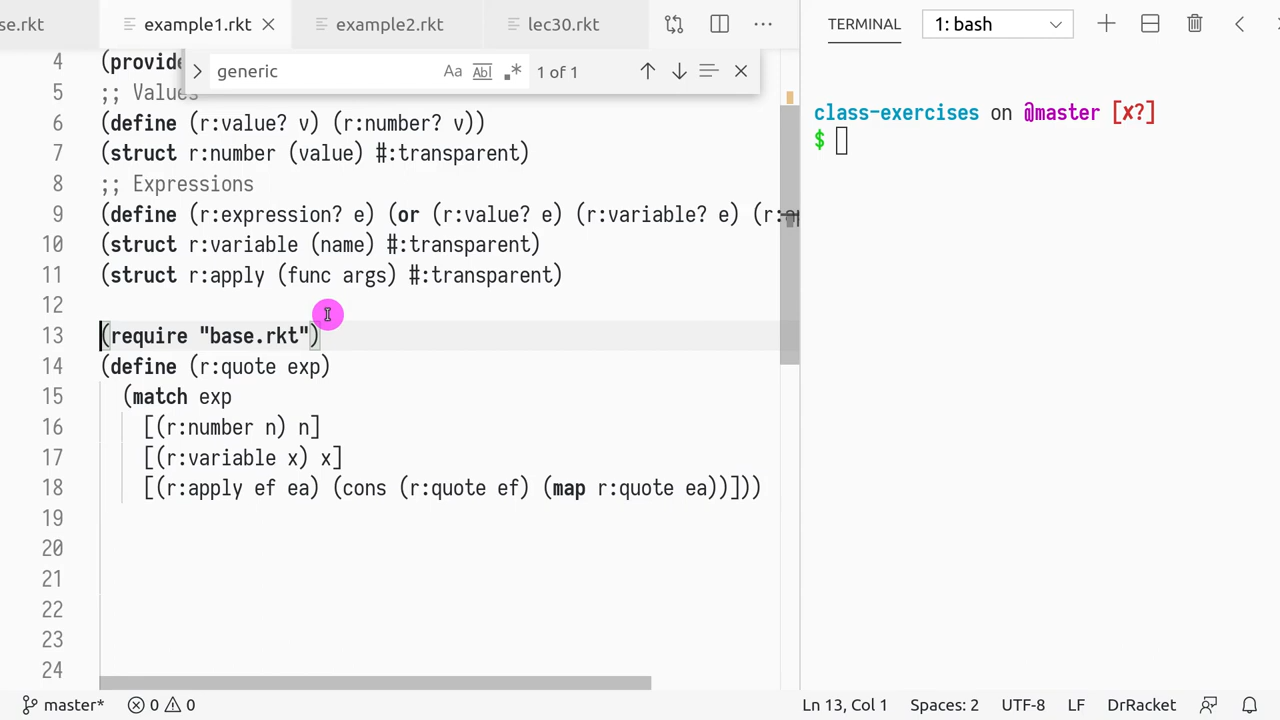 se.rkt example1.rkt example2.rkt lec30.rkt
TERMINAL 1: bash
generic Aa Abl .* 1 of 1
4 (provide
5 ;; Values
6 (define (r:value? v) (r:number? v))
7 (struct r:number (value) #:transparent)
8 ;; Expressions
9 (define (r:expression? e) (or (r:value? e) (r:variable? e) (r:ap
10 (struct r:variable (name) #:transparent)
11 (struct r:apply (func args) #:transparent)
12
13 (require "base.rkt")
14 (define (r:quote exp)
15 (match exp
16 [(r:number n) n]
17 [(r:variable x) x]
18 [(r:apply ef ea) (cons (r:quote ef) (map r:quote ea))]))
19
20
21
22
23
24
class-exercises on @master [x?]
$
master* 0 0 Ln 13, Col 1 Spaces: 2 UTF-8 LF DrRacket